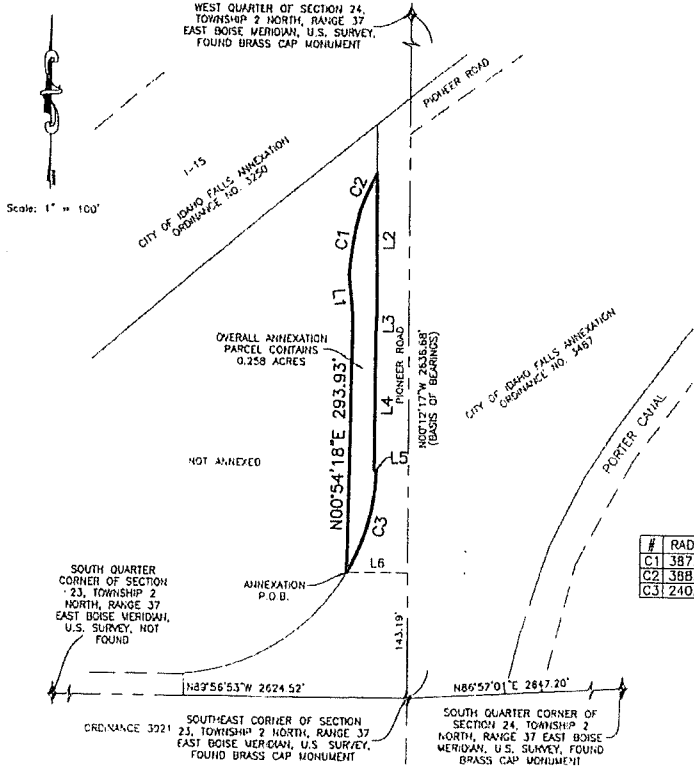 WEST QUARTER OF SECTION 24,
TOWNSHIP 2 NORTH, RANGE 37
EAST BOISE MERIDIAN, U.S. SURVEY,
FOUND BRASS CAP MONUMENT
PIONEER ROAD
I-15
CITY OF IDAHO FALLS ANNEXATION
ORDINANCE NO. 3250
Scale: 1" = 100'
C2
C1
L2
L1
L3
OVERALL ANNEXATION
PARCEL CONTAINS
0.258 ACRES
PIONEER ROAD
N00°12'17"W 2636.68'
(BASIS OF BEARINGS)
CITY OF IDAHO FALLS ANNEXATION
ORDINANCE NO. 3467
L4
N00°54'18"E 293.93'
PORTER CANAL
NOT ANNEXED
L5
C3
# RAD
C1 387
C2 388
C3 240
L6
ANNEXATION
P.O.B.
SOUTH QUARTER
CORNER OF SECTION
23, TOWNSHIP 2
NORTH, RANGE 37
EAST BOISE MERIDIAN,
U.S. SURVEY, NOT
FOUND
143.19'
N89°56'53"W 2624.52'
N86°57'01"E 2647.20'
ORDINANCE 3021
SOUTHEAST CORNER OF SECTION
23, TOWNSHIP 2 NORTH, RANGE 37
EAST BOISE MERIDIAN, U.S. SURVEY,
FOUND BRASS CAP MONUMENT
SOUTH QUARTER CORNER OF
SECTION 24, TOWNSHIP 2
NORTH, RANGE 37 EAST BOISE
MERIDIAN, U.S. SURVEY, FOUND
BRASS CAP MONUMENT